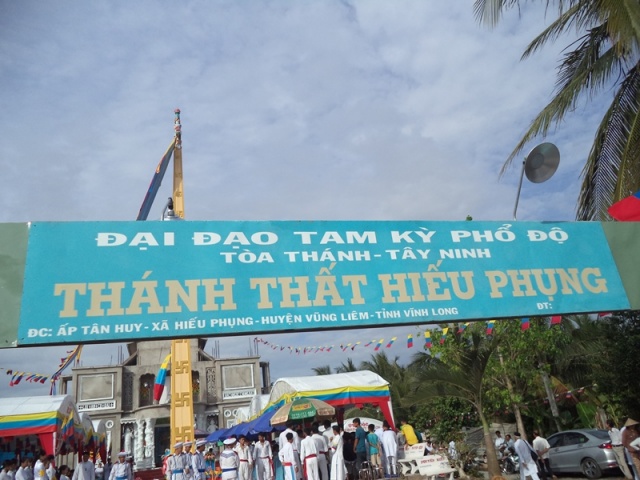 ĐẠI ĐẠO TAM KỲ PHỔ ĐỘ
TÒA THÁNH - TÂY NINH
THÁNH THẤT HIẾU PHỤNG
ĐC: ẤP TÂN HUY - XÃ HIẾU PHỤNG - HUYỆN VŨNG LIÊM - TỈNH VĨNH LONG ĐT: